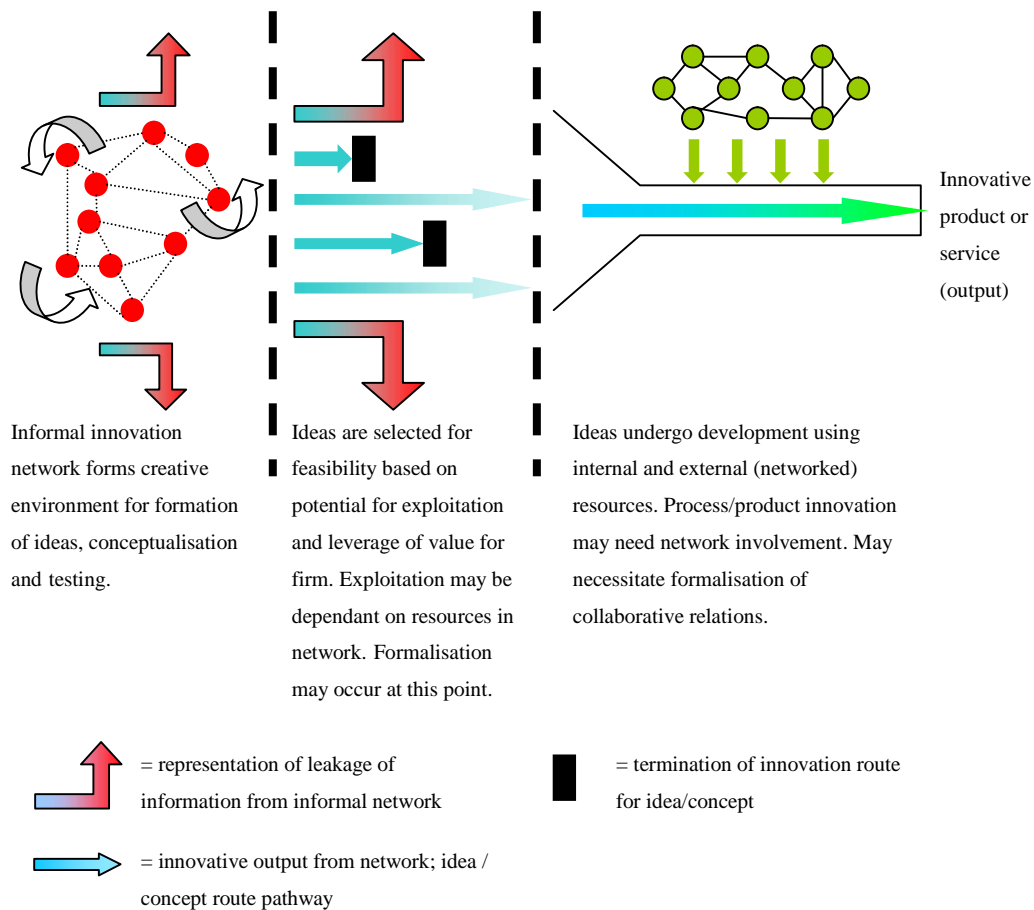 Innovative
product or
service
(output)
Informal innovation
network forms creative
environment for formation
of ideas, conceptualisation
and testing.
Ideas are selected for
feasibility based on
potential for exploitation
and leverage of value for
firm. Exploitation may be
dependant on resources in
network. Formalisation
may occur at this point.
Ideas undergo development using
internal and external (networked)
resources. Process/product innovation
may need network involvement. May
necessitate formalisation of
collaborative relations.
= representation of leakage of
information from informal network
= termination of innovation route
for idea/concept
= innovative output from network; idea /
concept route pathway